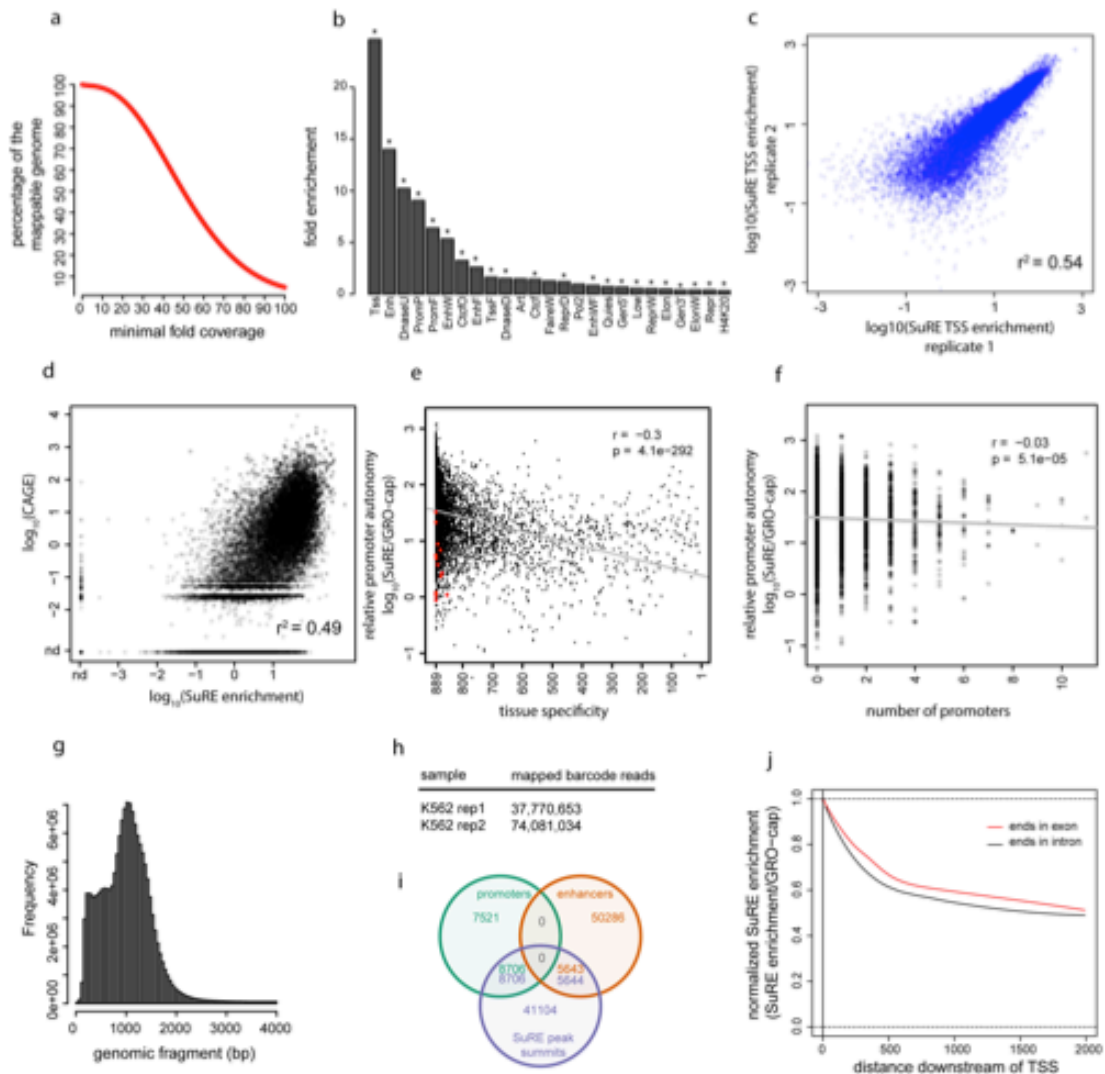 a
percentage of the
mappable genome
10 20 30 40 50 60 70 80 90 100
0 20 40 60 80 100
minimal fold coverage
b
fold enrichement
0 5 10 15 20
* * * * * * * * * * * * * * * * * * * * * *
Tss
Enh
DnaseU
PromP
PromF
EnhW
CtcfO
EnhF
TssF
DnaseD
Art
Ctcf
FaireW
ReprD
Pol2
EnhWF
Quies
Gen5'
Low
ReprW
Elon
Gen3'
ElonW
Repr
H4K20
c
log10(SuRE TSS enrichment)
replicate 2
-3 -1 1 3
r² = 0.54
-3 -1 1 3
log10(SuRE TSS enrichment)
replicate 1
d
log₁₀(CAGE)
nd -2 -1 0 1 2 3 4
r² = 0.49
nd -3 -2 -1 0 1 2
log₁₀(SuRE enrichment)
e
relative promoter autonomy
log₁₀(SuRE/GRO-cap)
-1 0 1 2 3
r = −0.3
p = 4.1e−292
889 800 700 600 500 400 300 200 100 1
tissue specificity
f
relative promoter autonomy
log₁₀(SuRE/GRO-cap)
-1 0 1 2 3
r = −0.03
p = 5.1e−05
0 2 4 6 8 10
number of promoters
g
Frequency
0e+00 2e+06 4e+06 6e+06
0 1000 2000 3000 4000
genomic fragment (bp)
h
sample mapped barcode reads
K562 rep1 37,770,653
K562 rep2 74,081,034
i
promoters enhancers
7521 0 50286
0
8706 5643
8706 5644
41104
SuRE peak
summits
j
normalized SuRE enrichment
(SuRE enrichment/GRO−cap)
0.0 0.2 0.4 0.6 0.8 1.0
ends in exon
ends in intron
0 500 1000 1500 2000
distance downstream of TSS